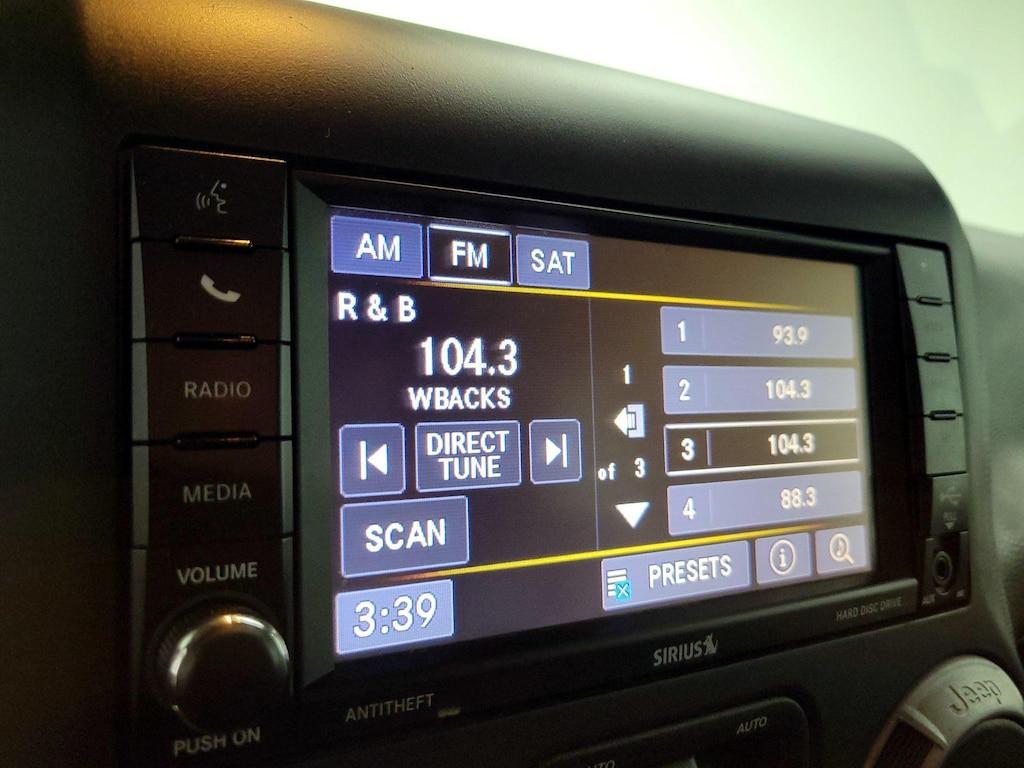 AM FM SAT
R & B
104.3
WBACKS
DIRECT
TUNE
SCAN
3:39
1
of 3
1 93.9
2 104.3
3 104.3
4 88.3
PRESETS
i
RADIO
MEDIA
VOLUME
PUSH ON
ANTITHEFT
SIRIUS
HARD DISC DRIVE
AUX
AUTO
Jeep